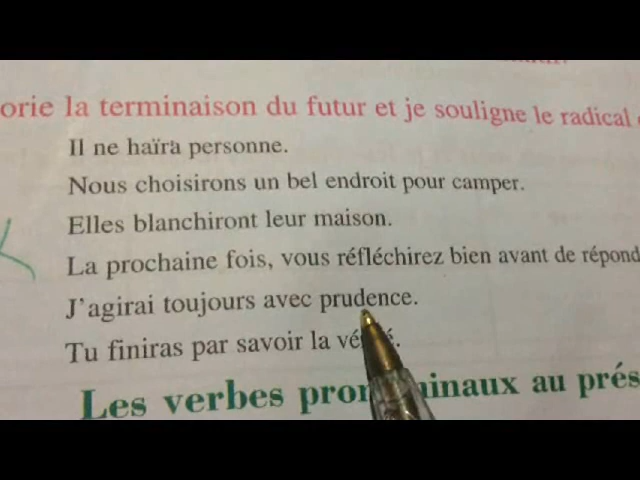 orie la terminaison du futur et je souligne le radical
Il ne haïra personne.
Nous choisirons un bel endroit pour camper.
Elles blanchiront leur maison.
La prochaine fois, vous réfléchirez bien avant de répond
J'agirai toujours avec prudence.
Tu finiras par savoir la
Les verbes au prés